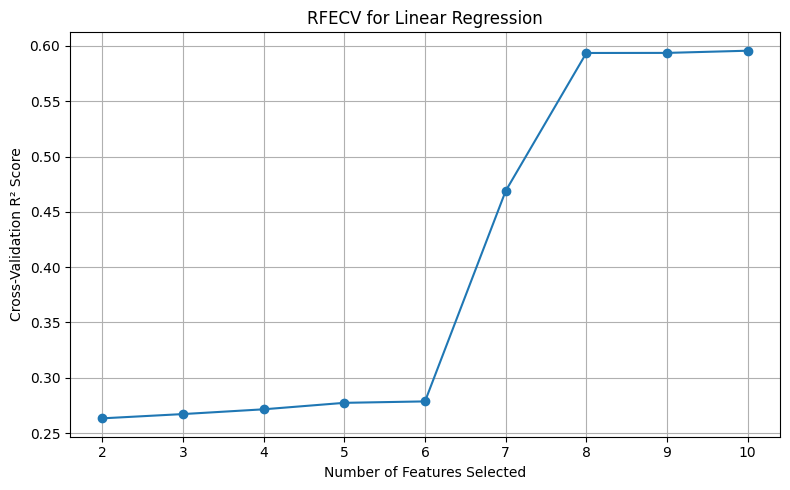 RFECV for Linear Regression
Cross-Validation R² Score
0.60
0.55
0.50
0.45
0.40
0.35
0.30
0.25
2 3 4 5 6 7 8 9 10
Number of Features Selected